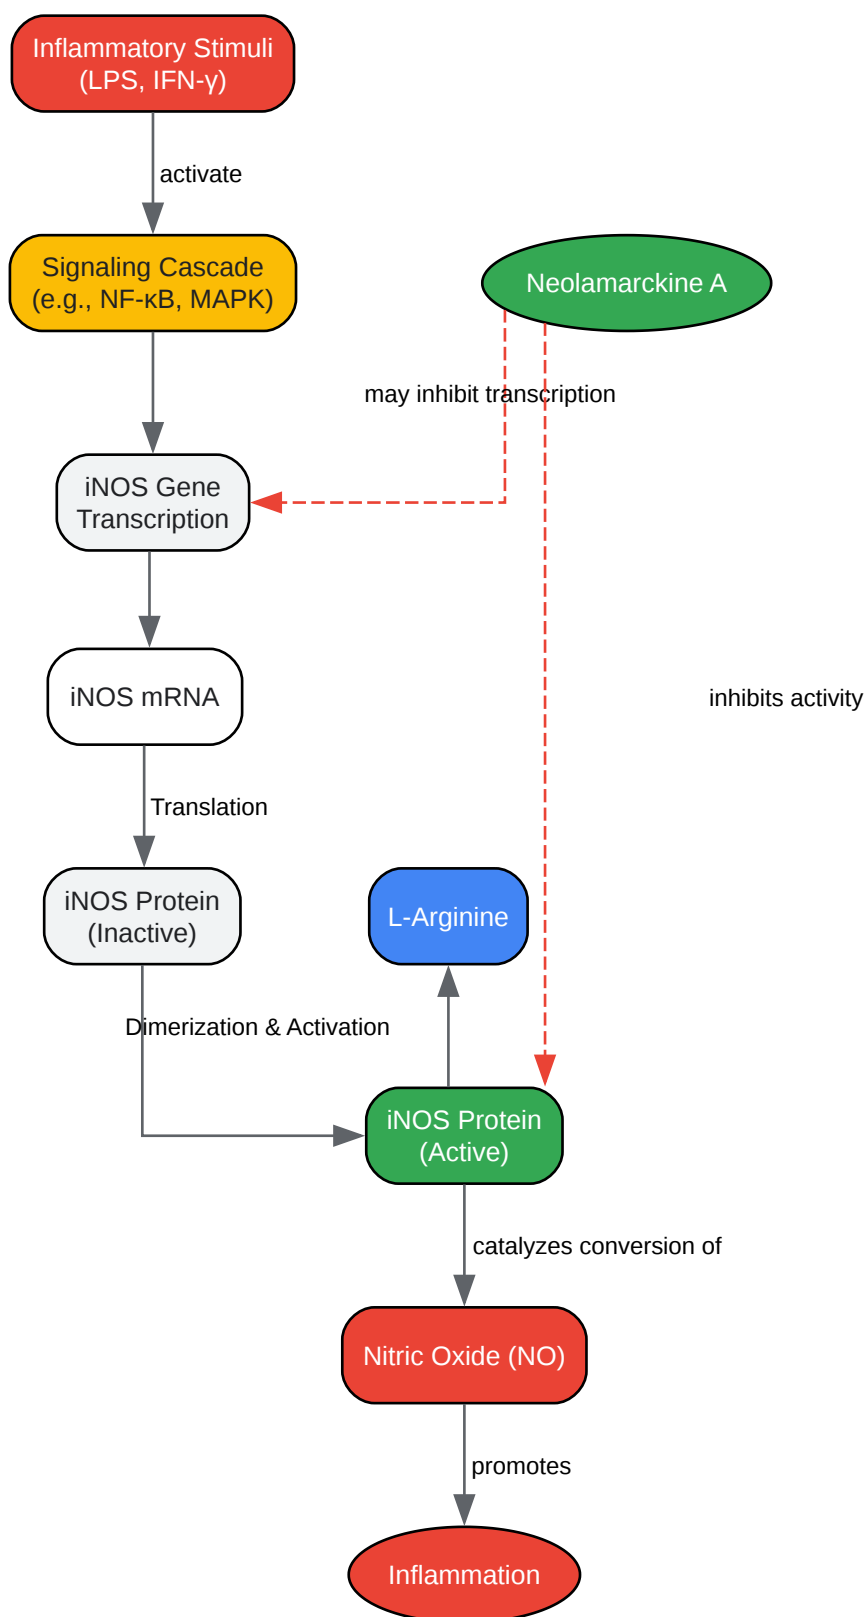 Inflammatory Stimuli
(LPS, IFN-γ)
activate
Signaling Cascade
(e.g., NF-κB, MAPK)
Neolamarckine A
may inhibit transcription
iNOS Gene
Transcription
iNOS mRNA
inhibits activity
Translation
iNOS Protein
(Inactive)
L-Arginine
Dimerization & Activation
iNOS Protein
(Active)
catalyzes conversion of
Nitric Oxide (NO)
promotes
Inflammation